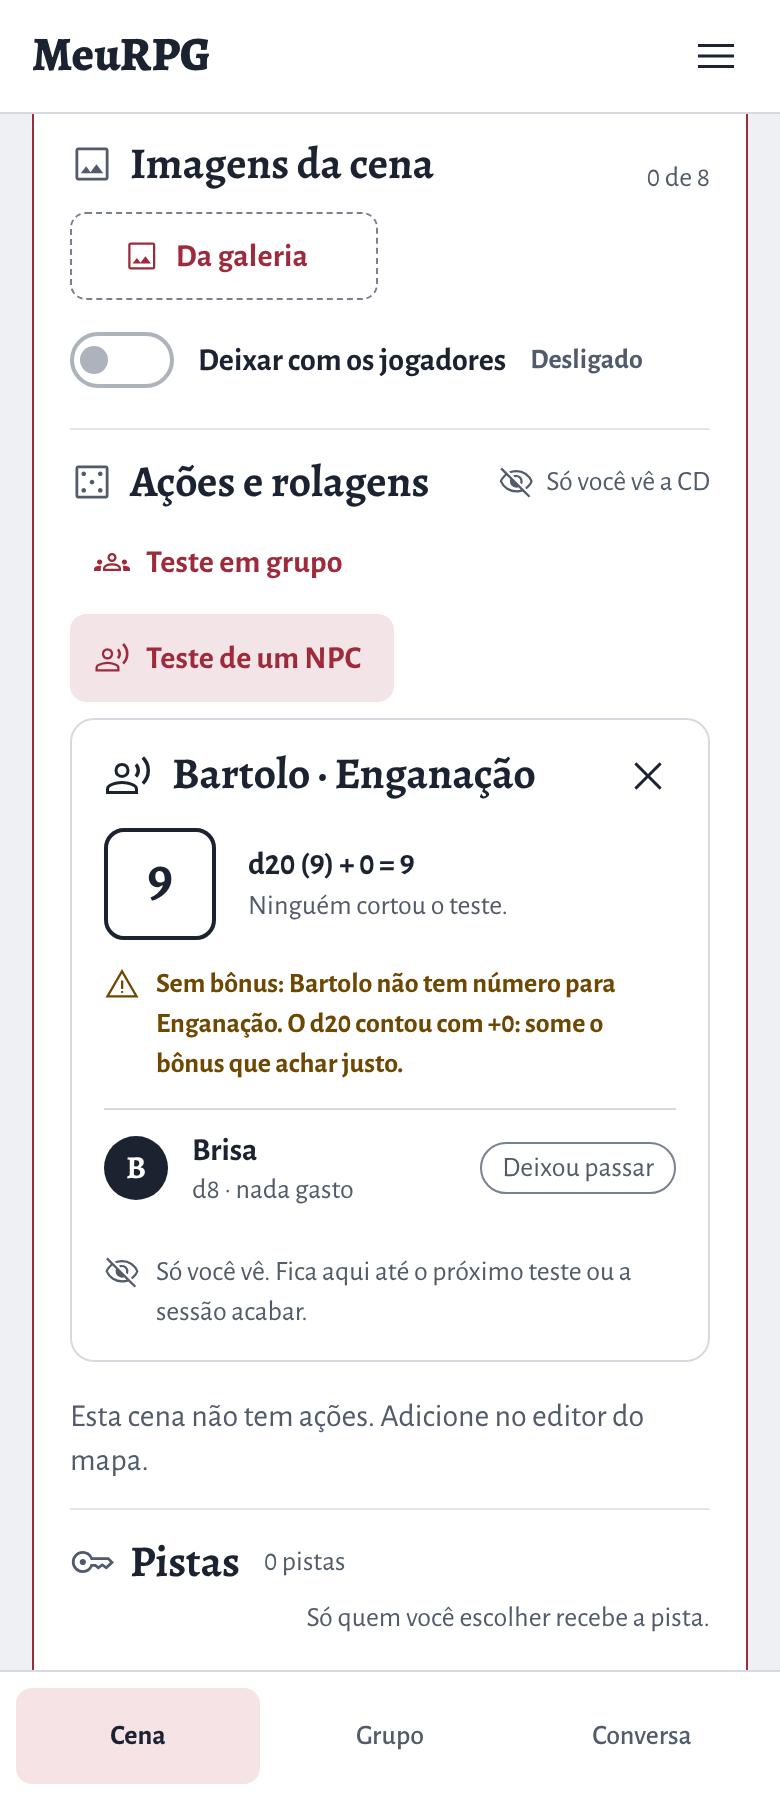 MeuRPG
Imagens da cena
0 de 8
Da galeria
Deixar com os jogadores Desligado
Ações e rolagens
Só você vê a CD
Teste em grupo
Teste de um NPC
Bartolo · Enganação
9
d20 (9) + 0 = 9
Ninguém cortou o teste.
Sem bônus: Bartolo não tem número para
Enganação. O d20 contou com +0: some o
bônus que achar justo.
B
Brisa
d8 · nada gasto
Deixou passar
Só você vê. Fica aqui até o próximo teste ou a
sessão acabar.
Esta cena não tem ações. Adicione no editor do
mapa.
Pistas
0 pistas
Só quem você escolher recebe a pista.
Cena
Grupo
Conversa